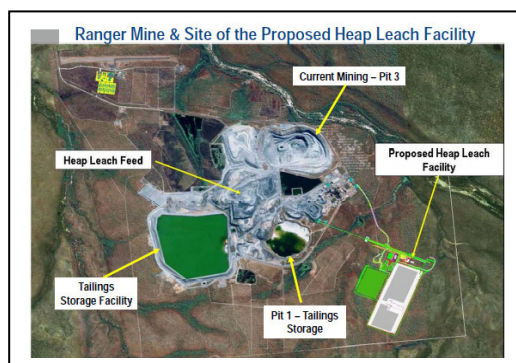 Ranger Mine & Site of the Proposed Heap Leach Facility
Current Mining – Pit 3
Proposed Heap Leach
Facility
Heap Leach Feed
Tailings
Storage Facility
Pit 1 – Tailings
Storage